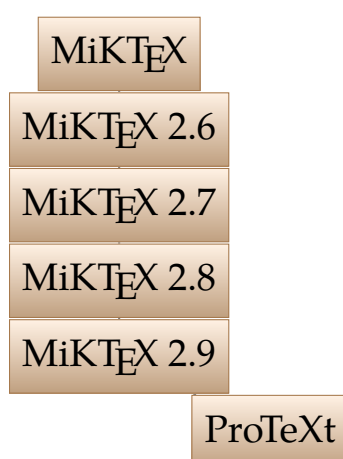 MiKTEX
MiKTEX 2.6
MiKTEX 2.7
MiKTEX 2.8
MiKTEX 2.9
ProTeXt